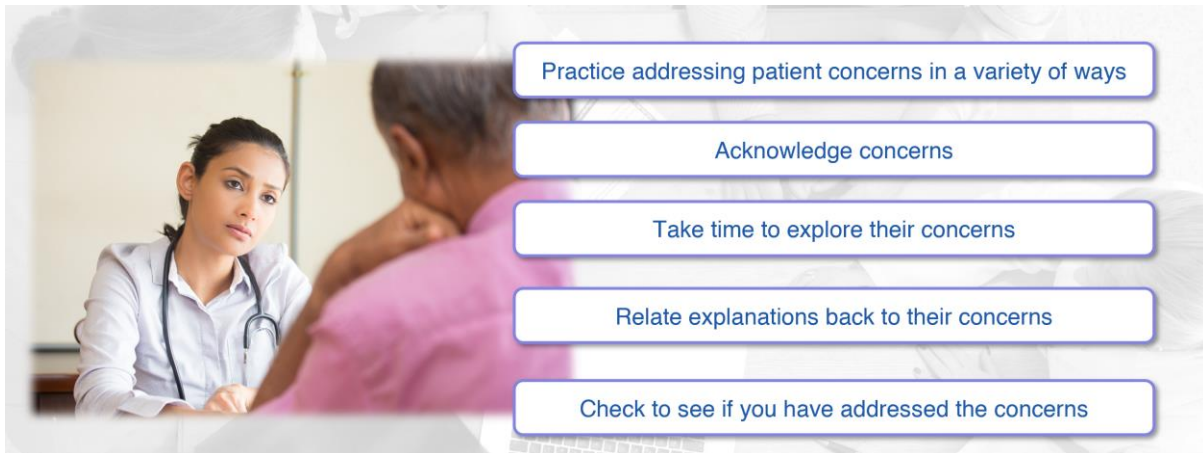 Practice addressing patient concerns in a variety of ways
Acknowledge concerns
Take time to explore their concerns
Relate explanations back to their concerns
Check to see if you have addressed the concerns